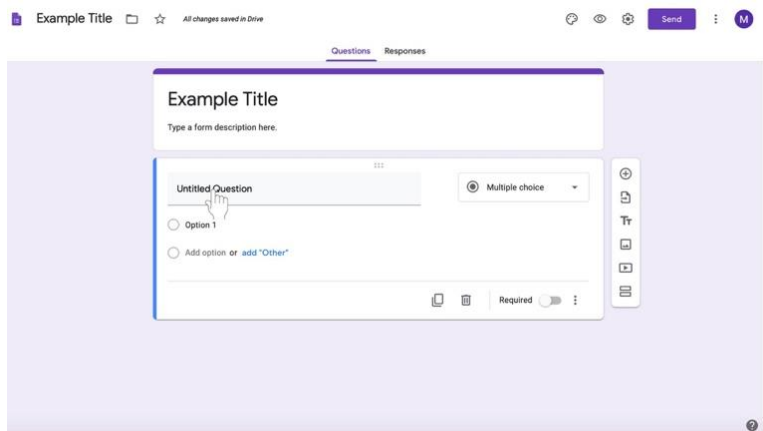 Example Title All changes saved in Drive Send M
Questions Responses
Example Title
Type a form description here.
Untitled Question Multiple choice
Option 1
Add option or add "Other"
Required
Tт